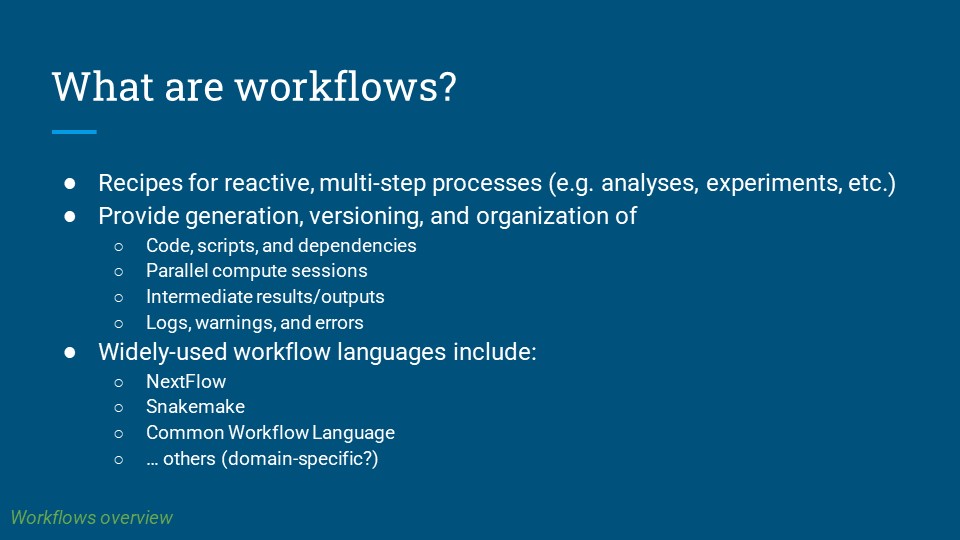 What are workflows?
● Recipes for reactive, multi-step processes (e.g. analyses, experiments, etc.)
● Provide generation, versioning, and organization of
○ Code, scripts, and dependencies
○ Parallel compute sessions
○ Intermediate results/outputs
○ Logs, warnings, and errors
● Widely-used workflow languages include:
○ NextFlow
○ Snakemake
○ Common Workflow Language
○ … others (domain-specific?)
Workflows overview